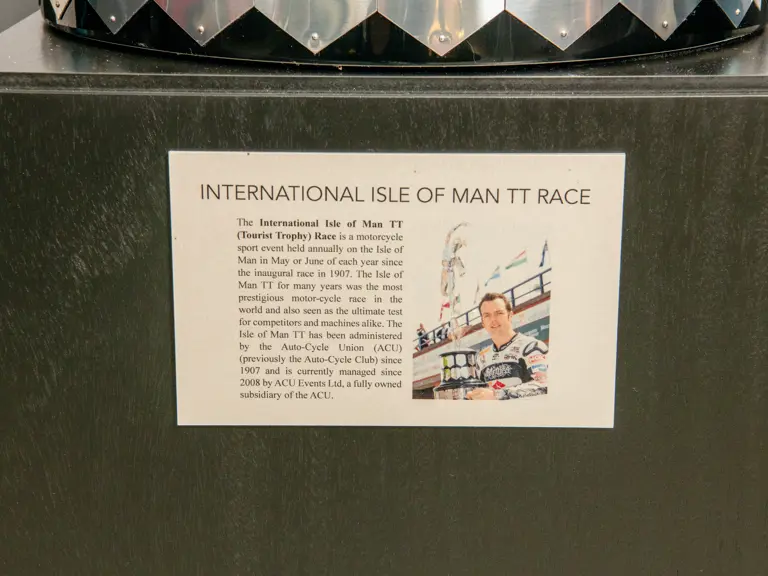 INTERNATIONAL ISLE OF MAN TT RACE
The International Isle of Man TT
(Tourist Trophy) Race is a motorcycle
sport event held annually on the Isle of
Man in May or June of each year since
the inaugural race in 1907. The Isle of
Man TT for many years was the most
prestigious motor-cycle race in the
world and also seen as the ultimate test
for competitors and machines alike. The
Isle of Man TT has been administered
by the Auto-Cycle Union (ACU)
(previously the Auto-Cycle Club) since
1907 and is currently managed since
2008 by ACU Events Ltd, a fully owned
subsidiary of the ACU.